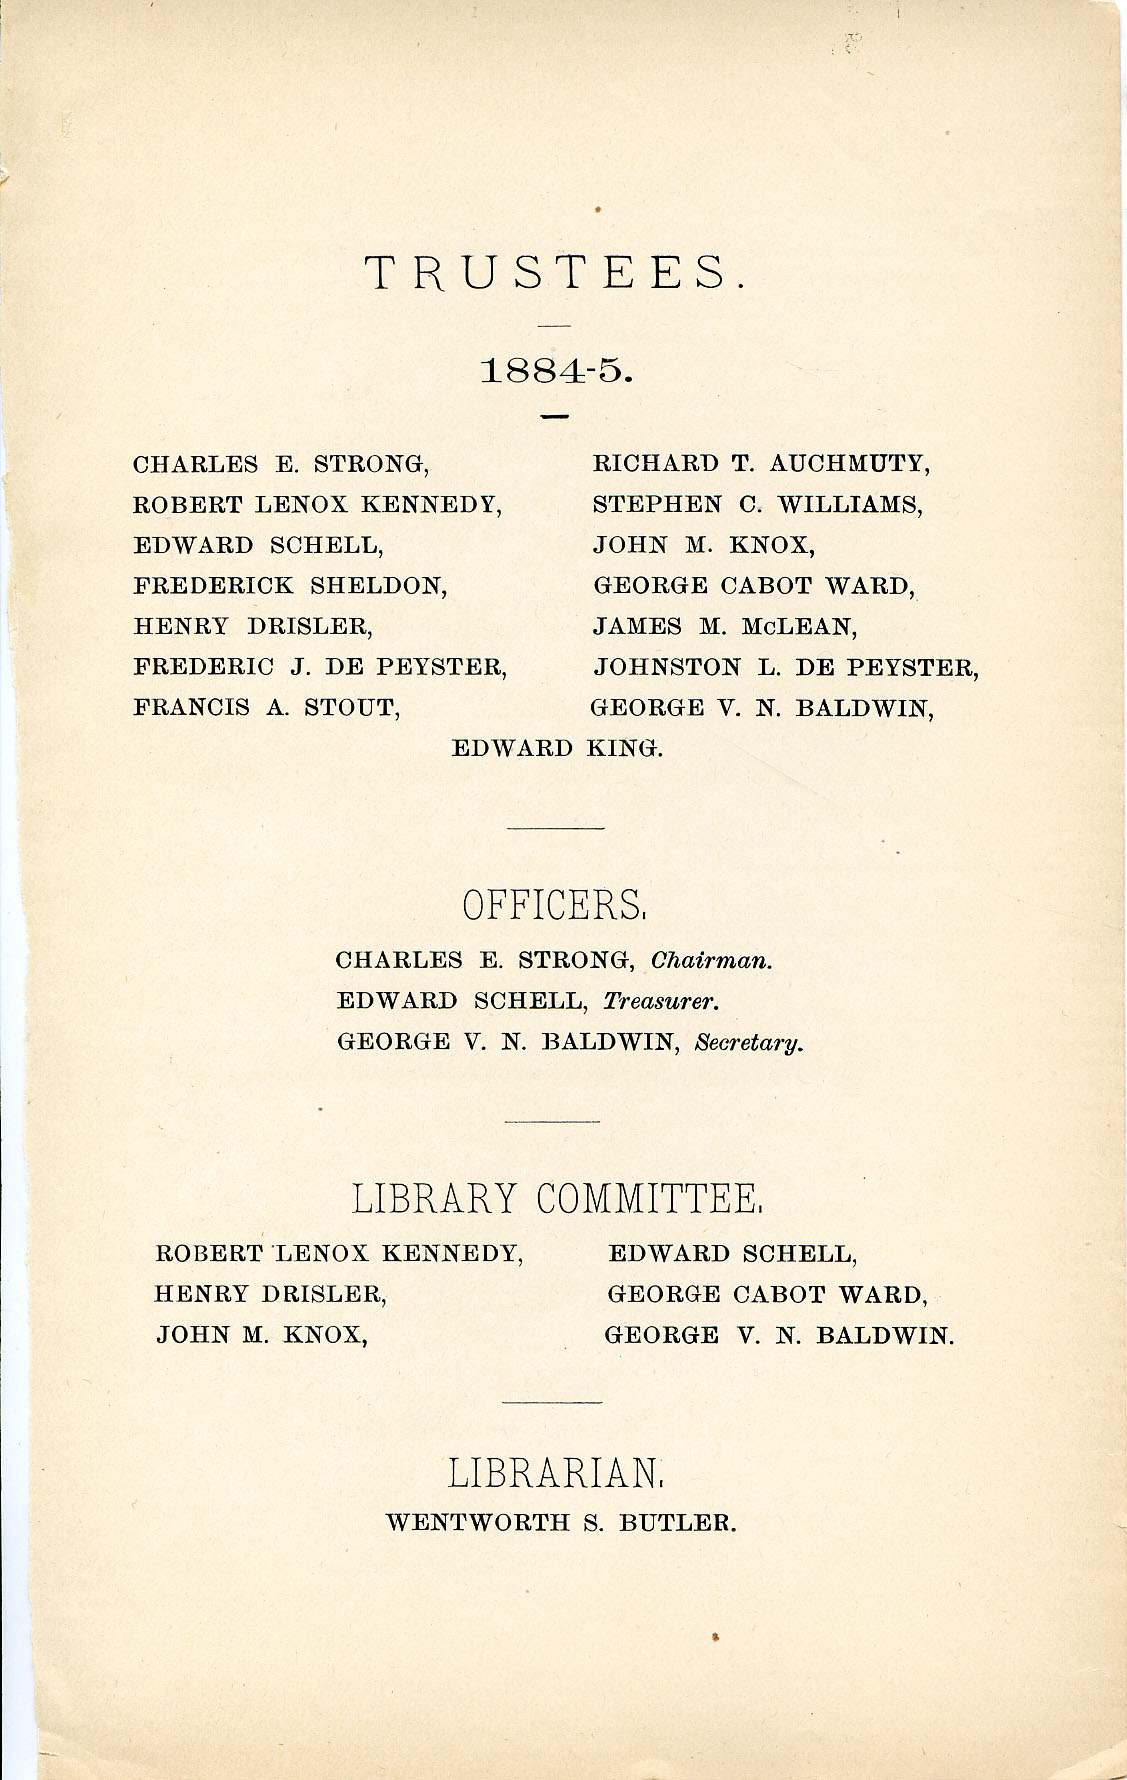 TRUSTEES.
1884-5.
CHARLES E. STRONG,
ROBERT LENOX KENNEDY,
EDWARD SCHELL,
FREDERICK SHELDON,
HENRY DRISLER,
FREDERIC J. DE PEYSTER,
FRANCIS A. STOUT,
RICHARD T. AUCHMUTY,
STEPHEN C. WILLIAMS,
JOHN M. KNOX,
GEORGE CABOT WARD,
JAMES M. McLEAN,
JOHNSTON L. DE PEYSTER,
GEORGE V. N. BALDWIN,
EDWARD KING.
OFFICERS.
CHARLES E. STRONG, Chairman.
EDWARD SCHELL, Treasurer.
GEORGE V. N. BALDWIN, Secretary.
LIBRARY COMMITTEE.
ROBERT LENOX KENNEDY,
HENRY DRISLER,
JOHN M. KNOX,
EDWARD SCHELL,
GEORGE CABOT WARD,
GEORGE V. N. BALDWIN.
LIBRARIAN.
WENTWORTH S. BUTLER.